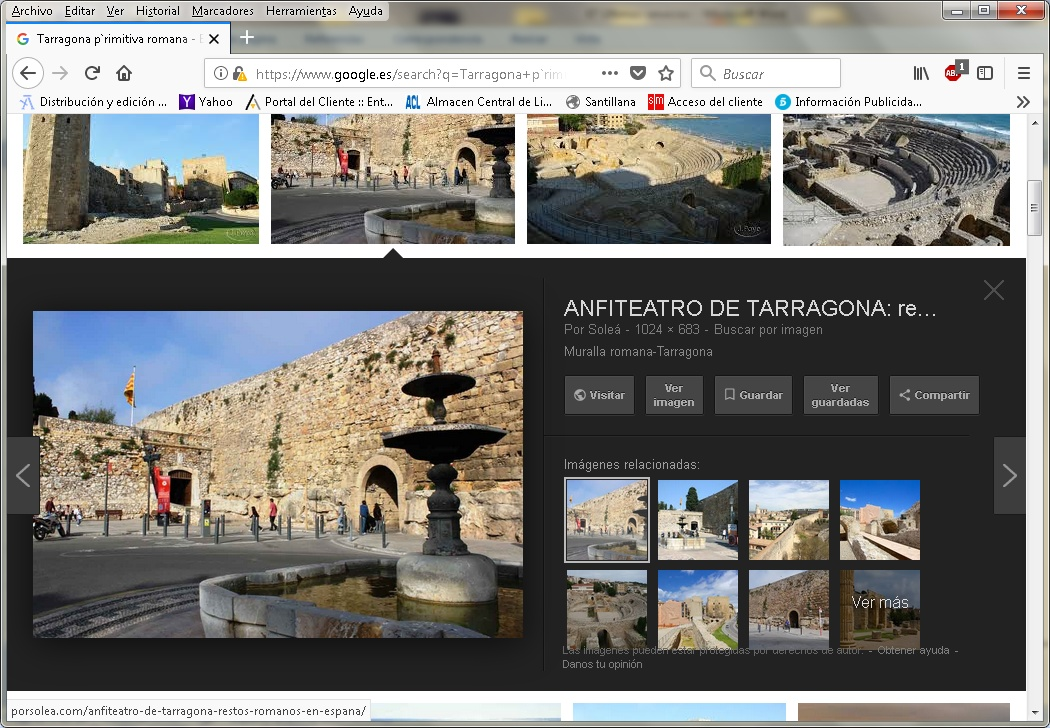 Archivo Editar Ver Historial Marcadores Herramientas Ayuda
Tarragona p`rimitiva romana -
https://www.google.es/search?q=Tarragona+p`rim
Buscar
1
Distribución y edición ... Yahoo Portal del Cliente :: Ent... ACL Almacen Central de Li... Santillana sm Acceso del cliente Información Publicida...
J. Payo
ANFITEATRO DE TARRAGONA: re...
Por Soleá - 1024 × 683 - Buscar por imagen
Muralla romana-Tarragona
Visitar
Ver imagen
Guardar
Ver guardadas
Compartir
Imágenes relacionadas:
Ver más
Las imágenes pueden estar protegidas por derechos de autor. - Obtener ayuda -
Danos tu opinión
porsolea.com/anfiteatro-de-tarragona-restos-romanos-en-espana/